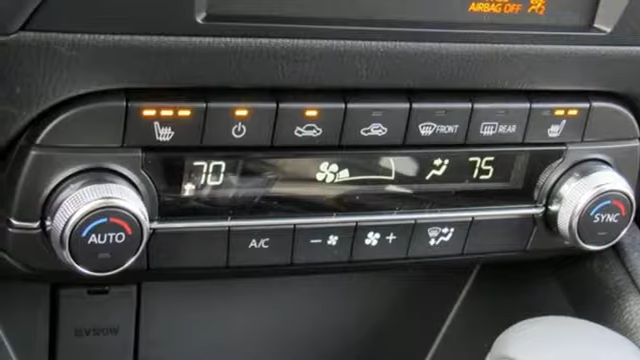 AIRBAG OFF
FRONT
REAR
70
75
AUTO
A/C
- +
SYNC